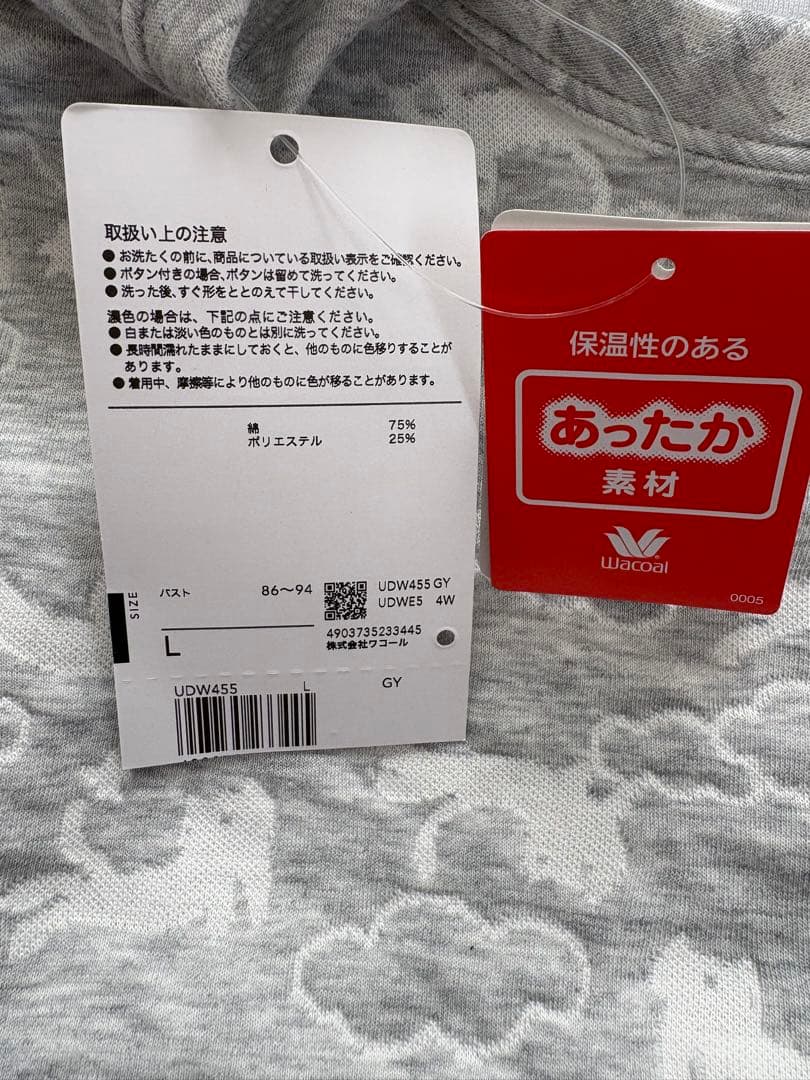 取扱い上の注意
●お洗たくの前に、商品についている取扱い表示をご確認ください。
●ボタン付きの場合、ボタンは留めて洗ってください。
●洗った後、すぐ形をととのえて干してください。
濃色の場合は、下記の点にご注意ください。
●白または淡い色のものとは別に洗ってください。
●長時間濡れたままにしておくと、他のものに色移りすることが
あります。
●着用中、摩擦等により他のものに色が移ることがあります。
綿 75%
ポリエステル 25%
SIZE
バスト 86〜94
L
UDW455 GY
UDWE5 4W
4903735233445
株式会社ワコール
UDW455 L GY
保温性のある
あったか
素材
Wacoal
0005